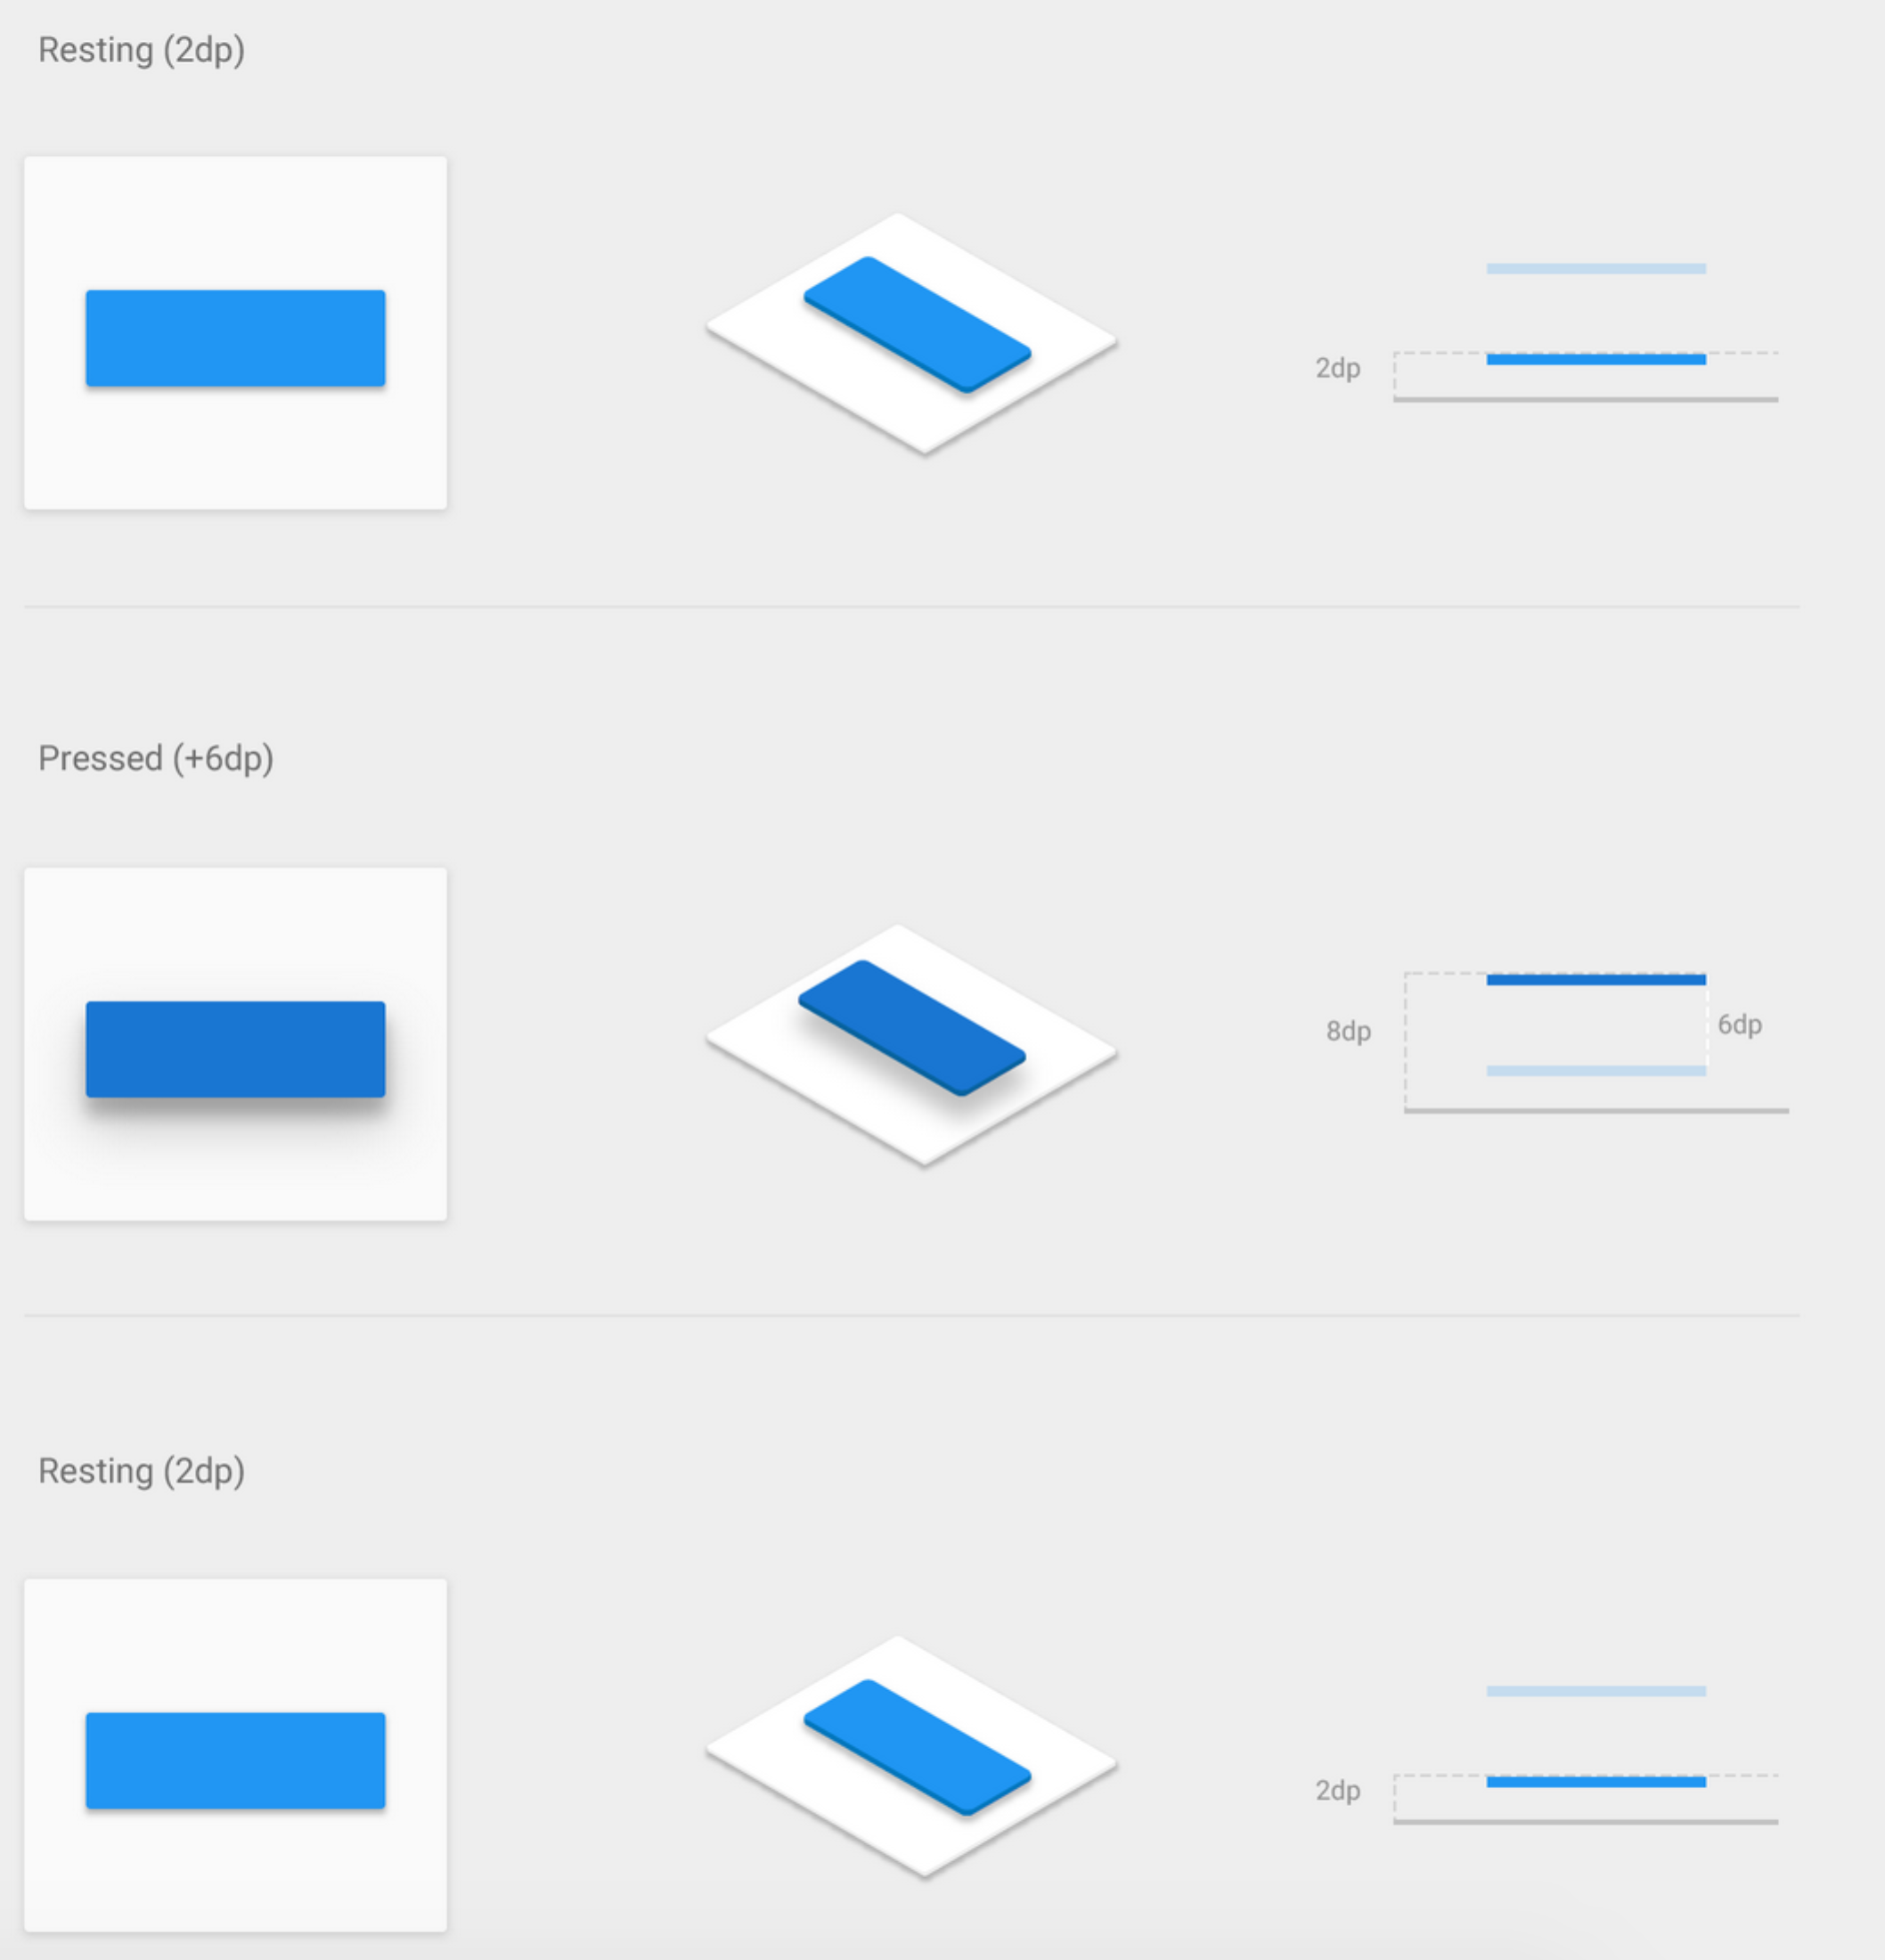 Resting (2dp)
2dp
Pressed (+6dp)
8dp
6dp
Resting (2dp)
2dp